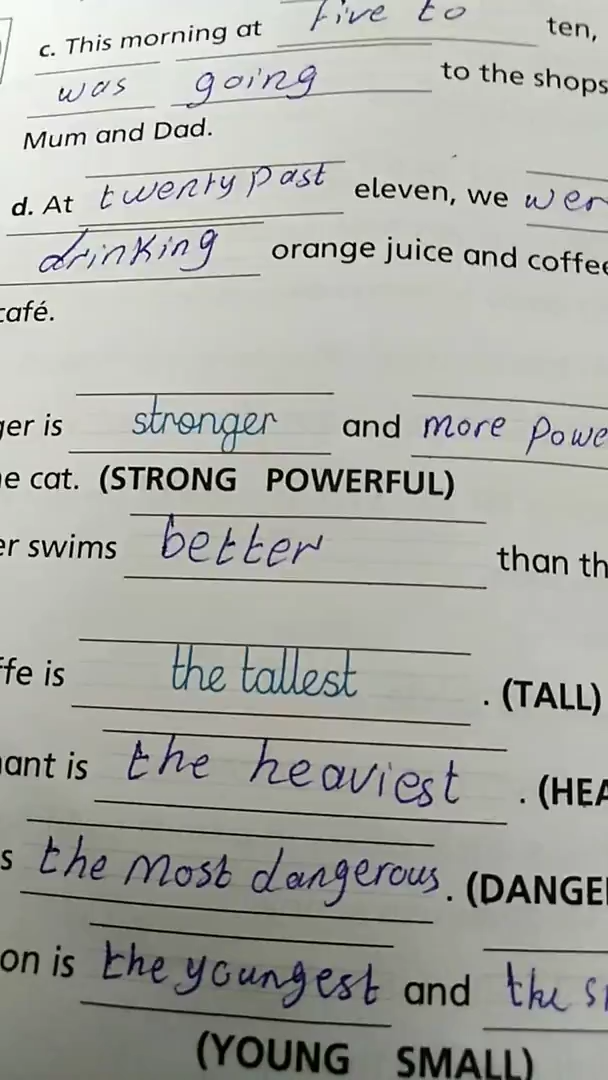 c. This morning at five to ten,
was going to the shops
Mum and Dad.
d. At twenty past eleven, we wer
drinking orange juice and coffee
café.
ger is stronger and more powe
e cat. (STRONG POWERFUL)
er swims better than th
ffe is the tallest . (TALL)
ant is the heaviest . (HEA
s the most dangerous . (DANGE
on is the youngest and the sm
(YOUNG SMALL)